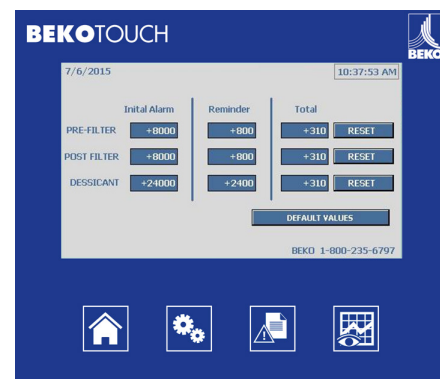 BEKOTOUCH
BEKO
7/6/2015 10:37:53 AM
Inital Alarm Reminder Total
PRE-FILTER +8000 +800 +310 RESET
POST FILTER +8000 +800 +310 RESET
DESSICANT +24000 +2400 +310 RESET
DEFAULT VALUES
BEKO 1-800-235-6797